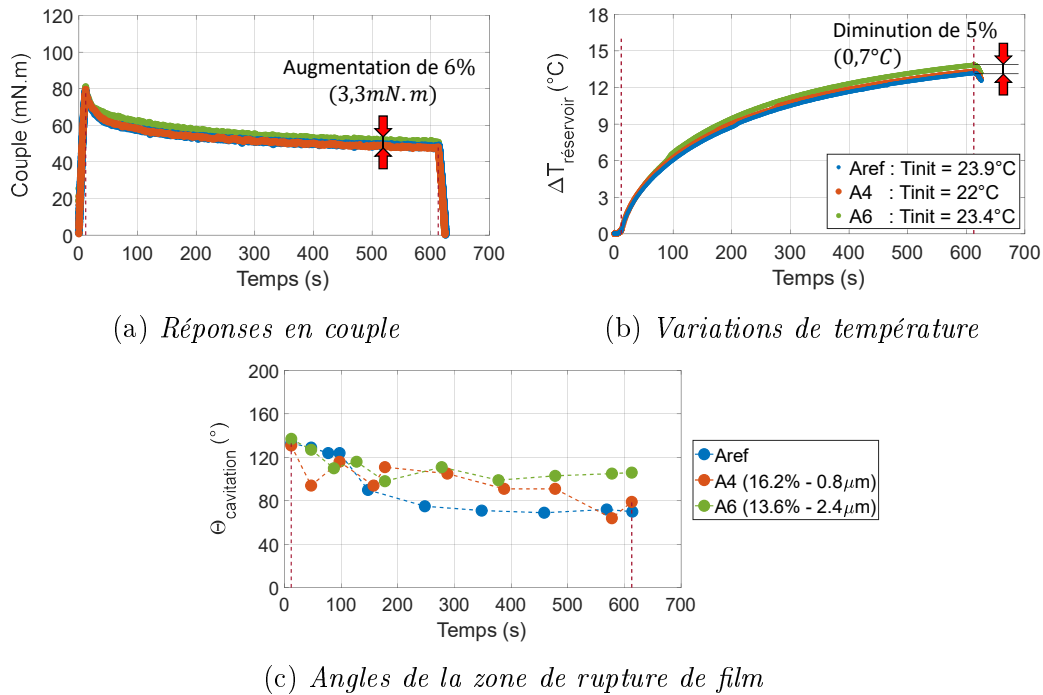 120
100
80
60
40
20
0
Couple (mN.m)
Augmentation de 6%
(3,3mN.m)
0 100 200 300 400 500 600 700
Temps (s)
(a) Réponses en couple
18
15
12
9
6
3
0
ΔTréservoir (°C)
Diminution de 5%
(0,7°C)
Aref : Tinit = 23.9°C
A4 : Tinit = 22°C
A6 : Tinit = 23.4°C
0 100 200 300 400 500 600 700
Temps (s)
(b) Variations de température
200
160
120
80
40
0
Θcavitation (°)
Aref
A4 (16.2% - 0.8μm)
A6 (13.6% - 2.4μm)
0 100 200 300 400 500 600 700
Temps (s)
(c) Angles de la zone de rupture de film